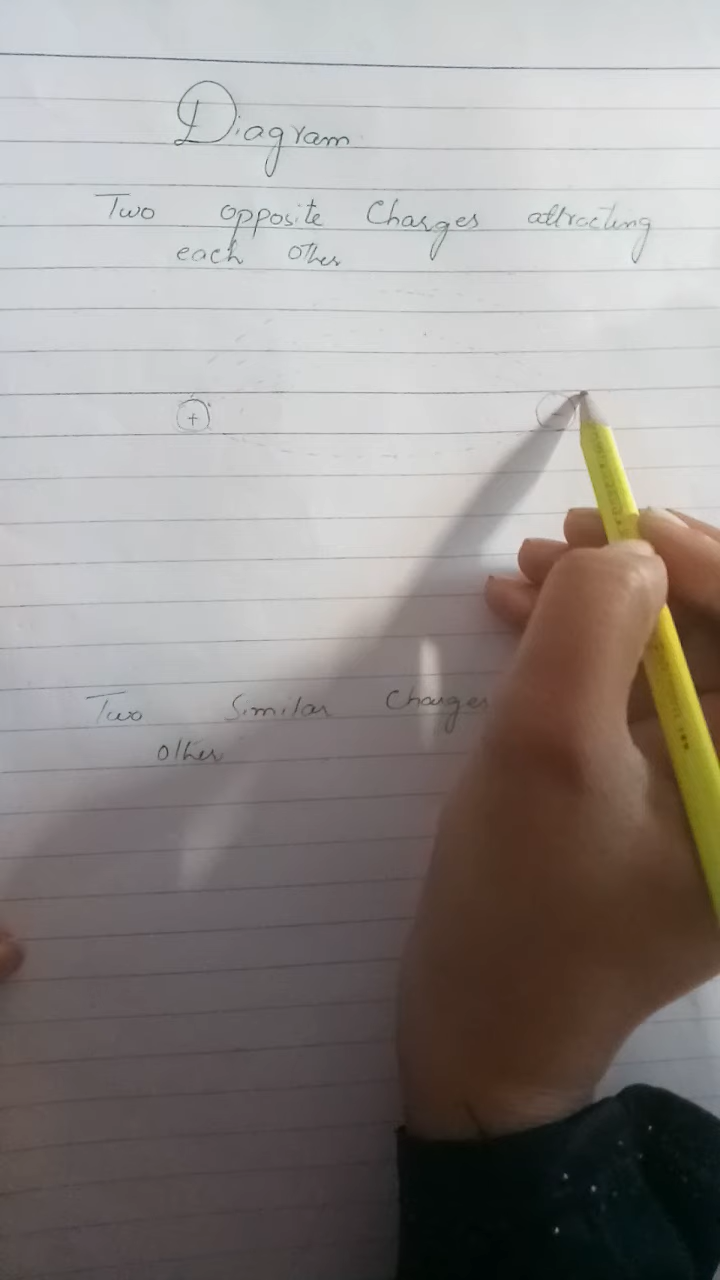 Diagram
Two opposite Charges attracting
each Other
+ -
Two Similar Charges
Other